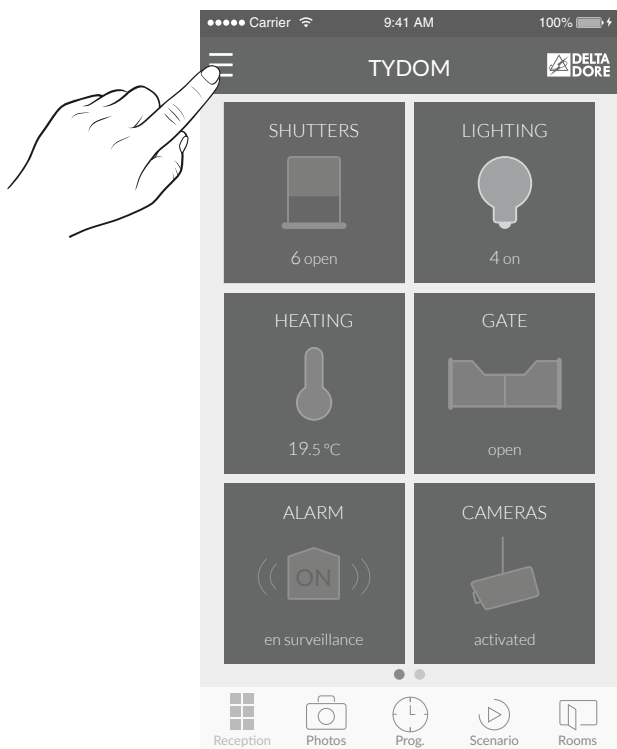 Carrier 9:41 AM 100%
TYDOM DELTA DORE
SHUTTERS LIGHTING
6 open 4 on
HEATING GATE
19.5 °C open
ALARM CAMERAS
ON
en surveillance activated
Reception Photos Prog. Scenario Rooms